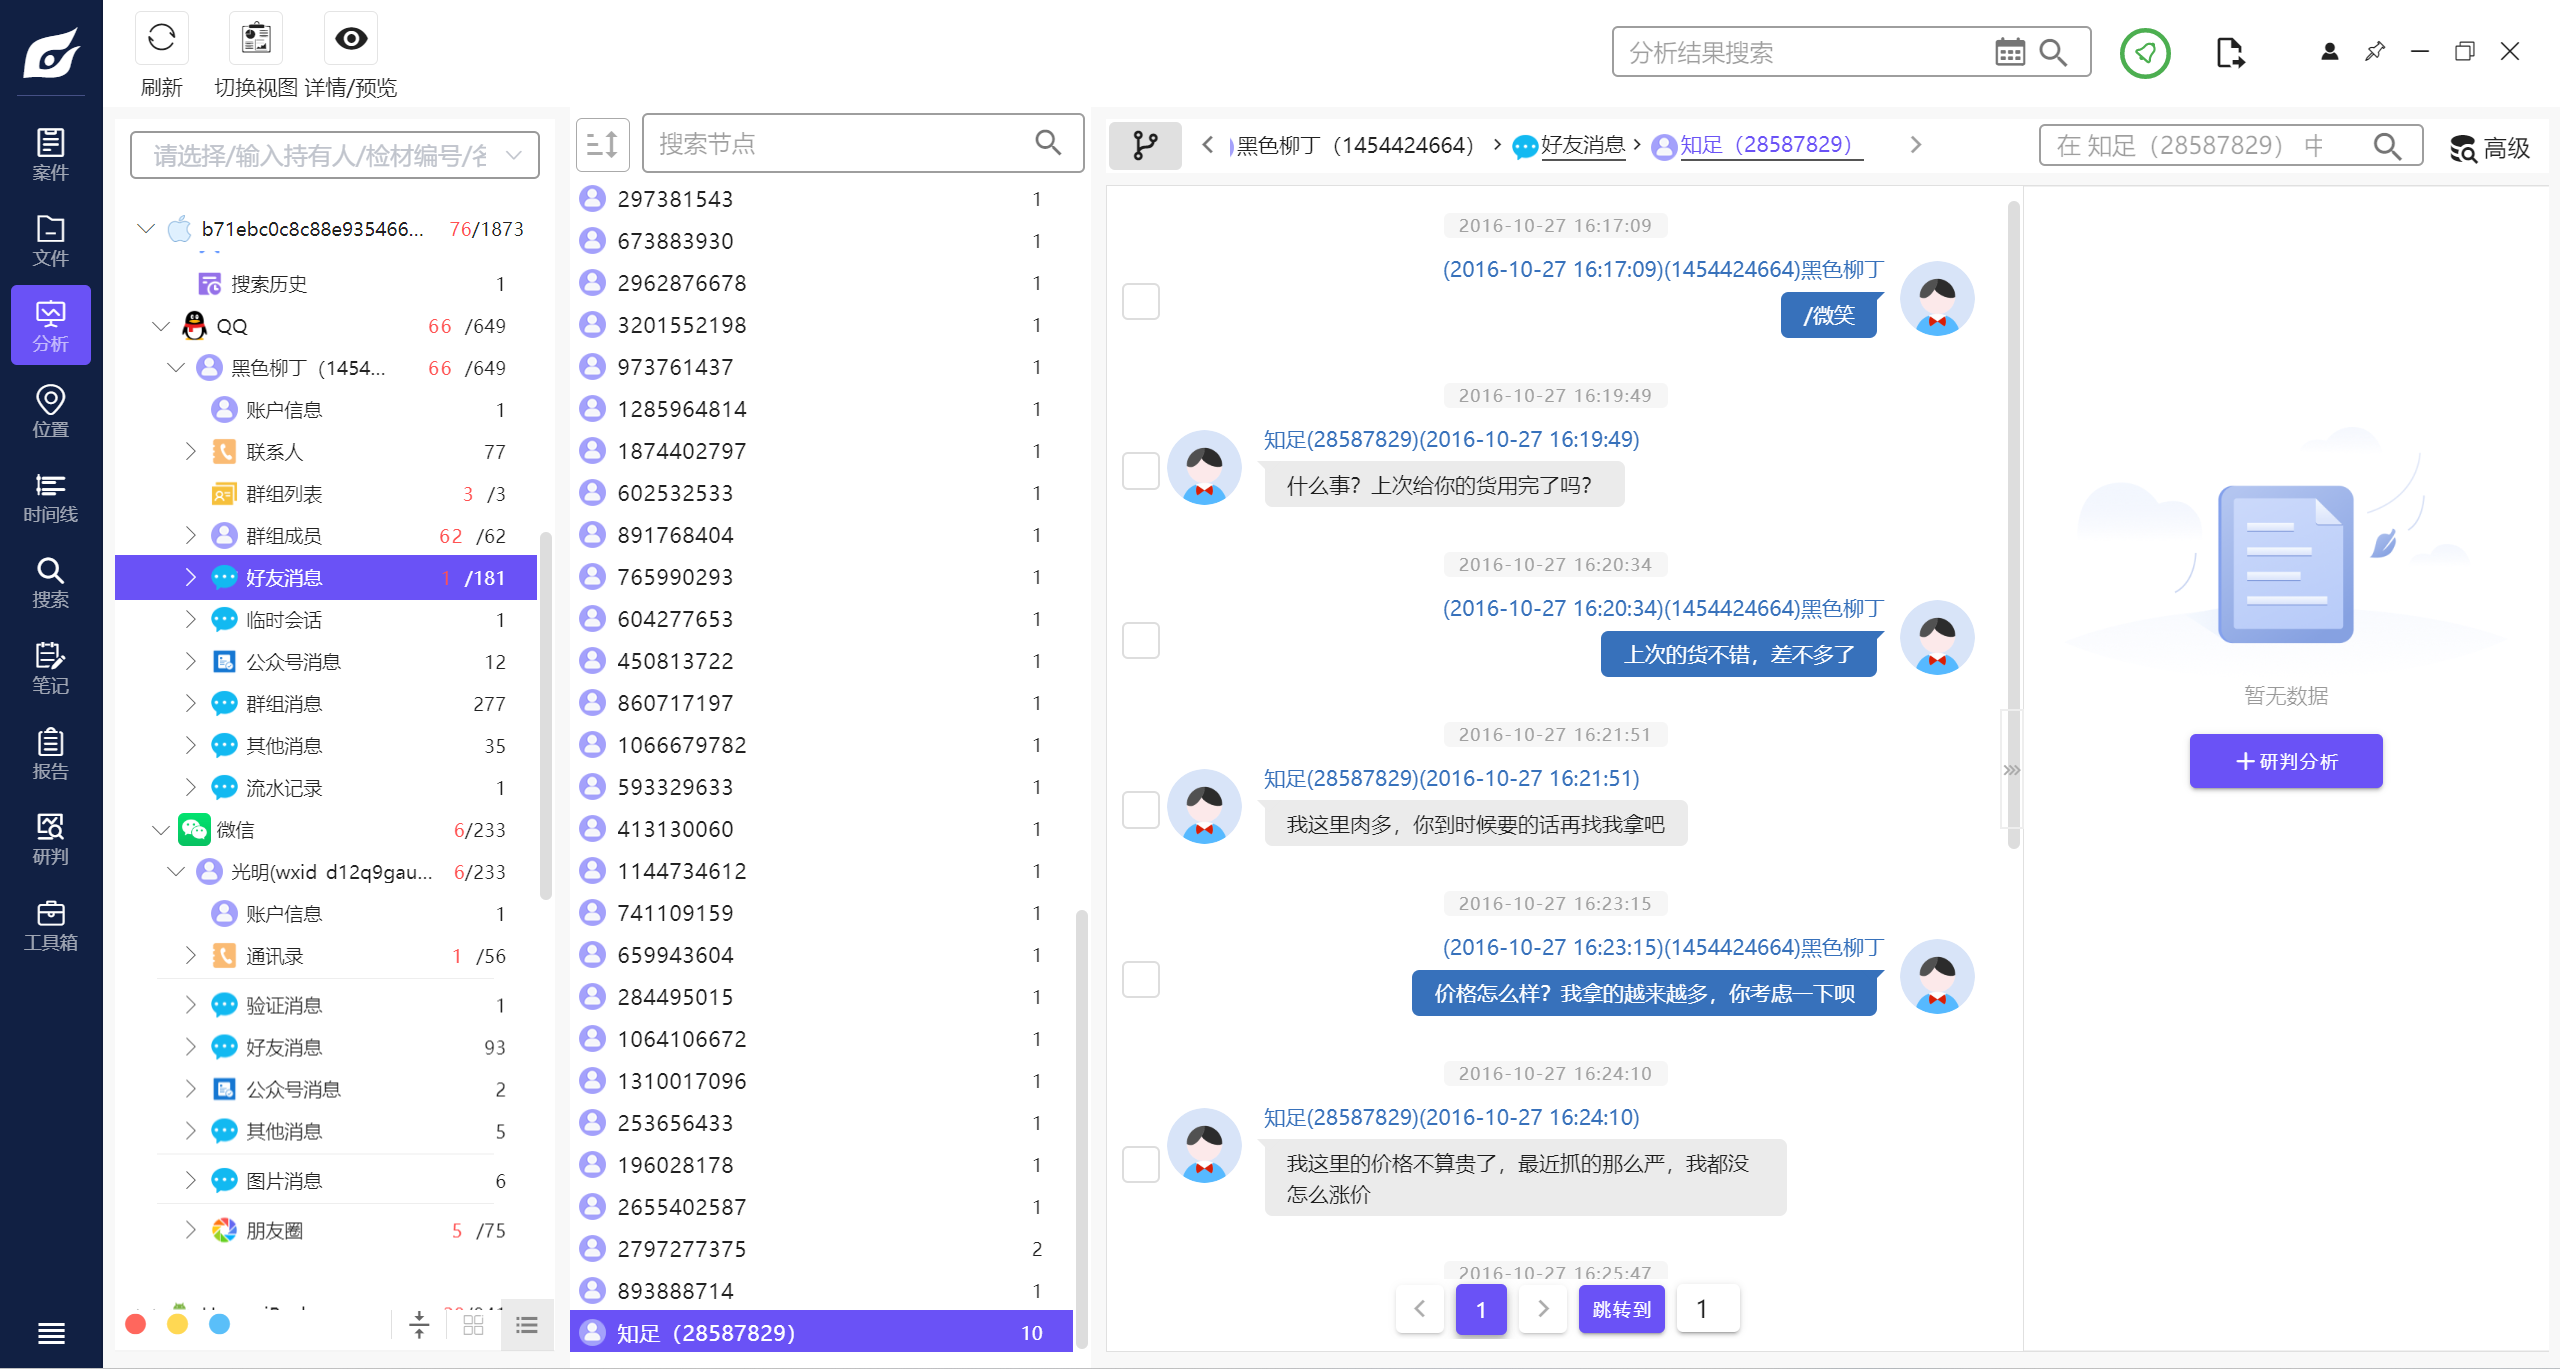 刷新
切换视图
详情/预览
分析结果搜索
案件
文件
分析
位置
时间线
搜索
笔记
报告
研判
工具箱
请选择/输入持有人/检材编号/名
b71ebc0c8c88e935466... 76/1873
搜索历史 1
QQ 66 /649
黑色柳丁（1454... 66 /649
账户信息 1
联系人 77
群组列表 3 /3
群组成员 62 /62
好友消息 1 /181
临时会话 1
公众号消息 12
群组消息 277
其他消息 35
流水记录 1
微信 6/233
光明(wxid_d12q9gau... 6/233
账户信息 1
通讯录 1 /56
验证消息 1
好友消息 93
公众号消息 2
其他消息 5
图片消息 6
朋友圈 5 /75
搜索节点
297381543 1
673883930 1
2962876678 1
3201552198 1
973761437 1
1285964814 1
1874402797 1
602532533 1
891768404 1
765990293 1
604277653 1
450813722 1
860717197 1
1066679782 1
593329633 1
413130060 1
1144734612 1
741109159 1
659943604 1
284495015 1
1064106672 1
1310017096 1
253656433 1
196028178 1
2655402587 1
2797277375 2
893888714 1
知足（28587829） 10
黑色柳丁（1454424664） › 好友消息 › 知足（28587829）
在 知足（28587829） 中
高级
2016-10-27 16:17:09
(2016-10-27 16:17:09)(1454424664)黑色柳丁
/微笑
2016-10-27 16:19:49
知足(28587829)(2016-10-27 16:19:49)
什么事？上次给你的货用完了吗？
2016-10-27 16:20:34
(2016-10-27 16:20:34)(1454424664)黑色柳丁
上次的货不错，差不多了
2016-10-27 16:21:51
知足(28587829)(2016-10-27 16:21:51)
我这里肉多，你到时候要的话再找我拿吧
2016-10-27 16:23:15
(2016-10-27 16:23:15)(1454424664)黑色柳丁
价格怎么样？我拿的越来越多，你考虑一下呗
2016-10-27 16:24:10
知足(28587829)(2016-10-27 16:24:10)
我这里的价格不算贵了，最近抓的那么严，我都没
怎么涨价
2016-10-27 16:25:47
1 跳转到 1
暂无数据
+研判分析